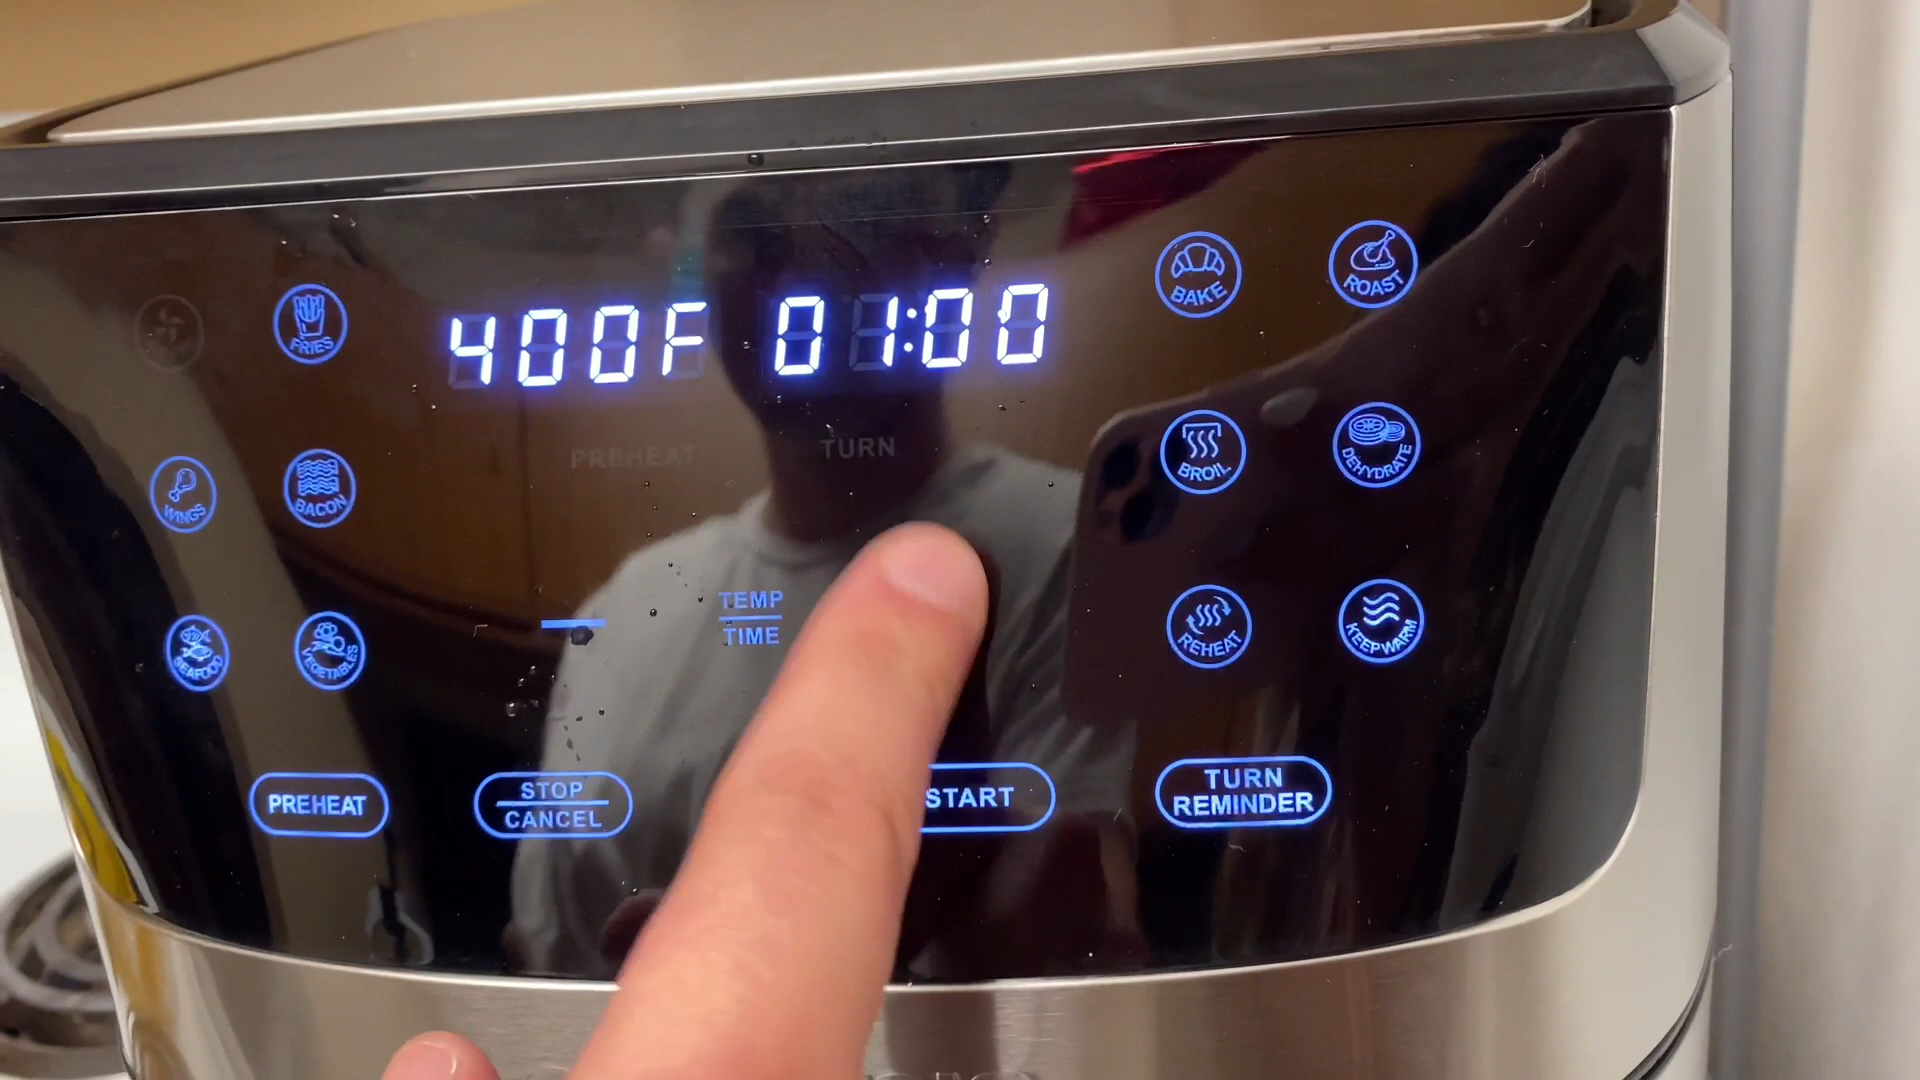 400F 01:00
PREHEAT TURN
FRIES
BAKE
ROAST
WINGS
BACON
BROIL
DEHYDRATE
SEAFOOD
VEGETABLES
TEMP
TIME
REHEAT
KEEPWARM
PREHEAT
STOP
CANCEL
START
TURN
REMINDER